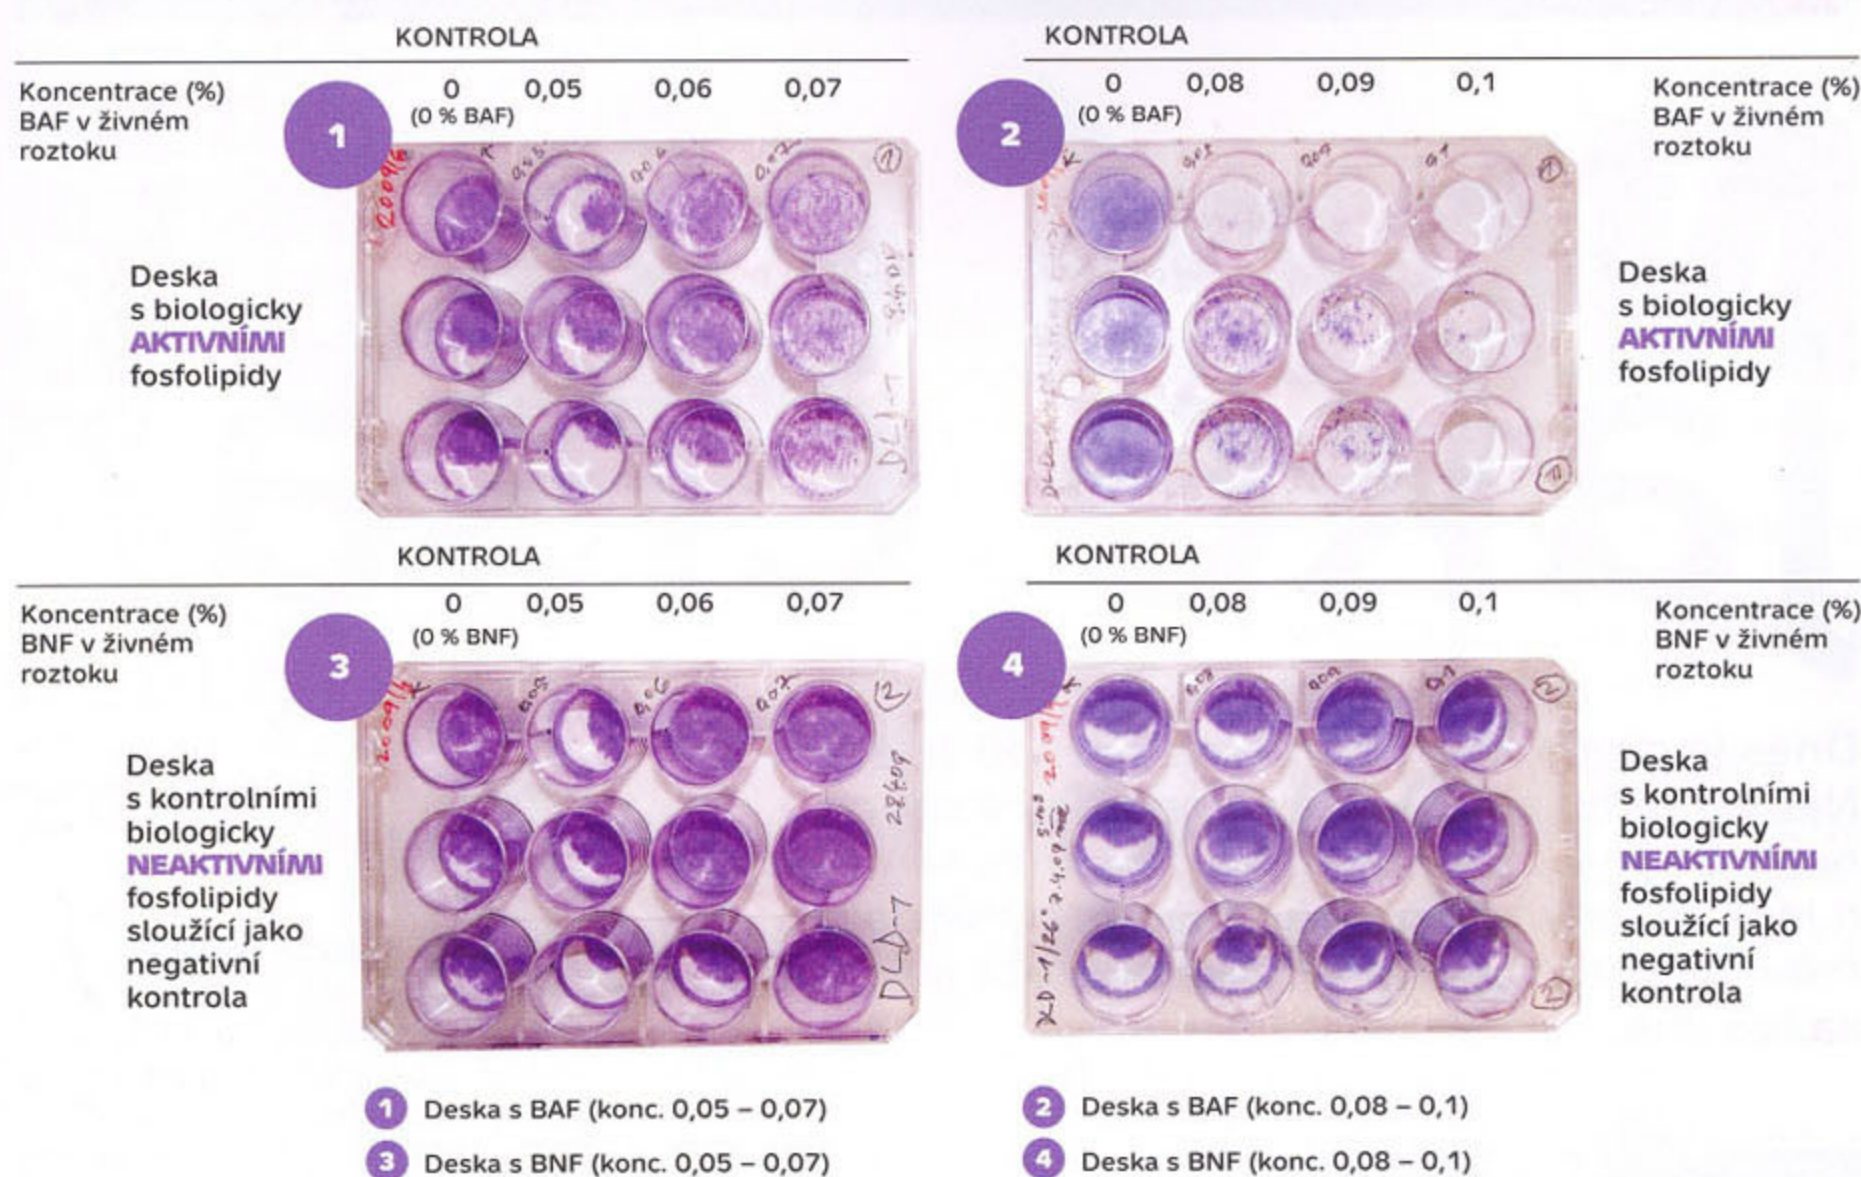 KONTROLA
Koncentrace (%)
BAF v živném
roztoku
0
0,05
0,06
0,07
(0 % BAF)
1
Deska
s biologicky
AKTIVNÍMI
fosfolipidy
KONTROLA
0
0,08
0,09
0,1
(0 % BAF)
2
Koncentrace (%)
BAF v živném
roztoku
Deska
s biologicky
AKTIVNÍMI
fosfolipidy
KONTROLA
Koncentrace (%)
BNF v živném
roztoku
0
0,05
0,06
0,07
(0 % BNF)
3
Deska
s kontrolními
biologicky
NEAKTIVNÍMI
fosfolipidy
sloužící jako
negativní
kontrola
KONTROLA
0
0,08
0,09
0,1
(0 % BNF)
4
Koncentrace (%)
BNF v živném
roztoku
Deska
s kontrolními
biologicky
NEAKTIVNÍMI
fosfolipidy
sloužící jako
negativní
kontrola
1 Deska s BAF (konc. 0,05 – 0,07)
3 Deska s BNF (konc. 0,05 – 0,07)
2 Deska s BAF (konc. 0,08 – 0,1)
4 Deska s BNF (konc. 0,08 – 0,1)